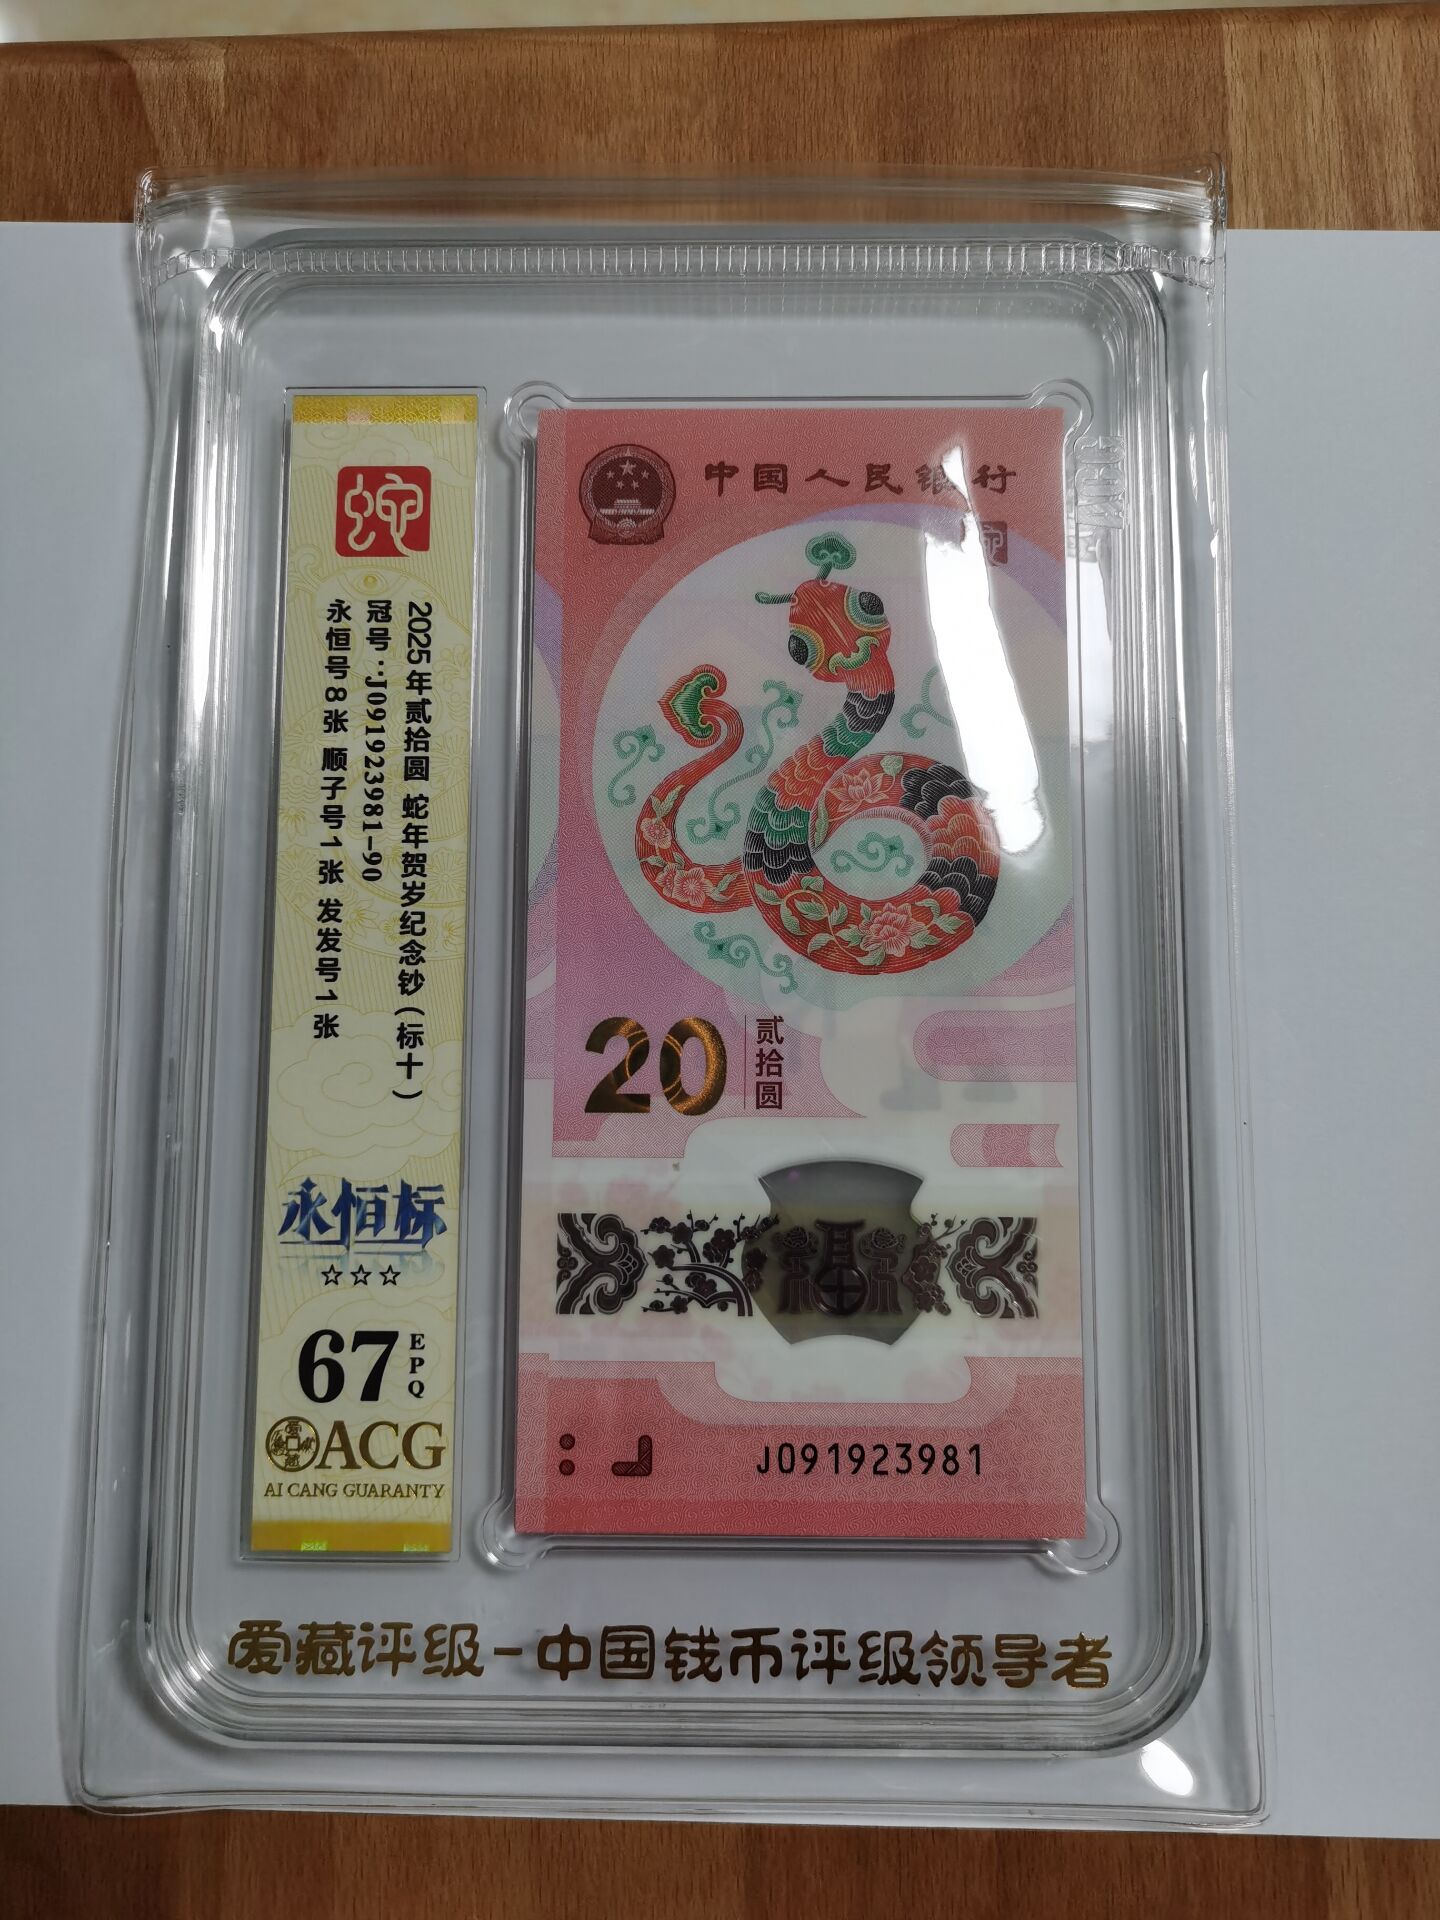 蛇
2025年贰拾圆 蛇年贺岁纪念钞(标十)
冠号:J091923981-90
永恒号8张 顺子号1张 发发号1张
永恒标
☆☆☆
67
EPQ
ACG
AI CANG GUARANTY
中国人民银行
20
贰拾圆
J091923981
爱藏评级-中国钱币评级领导者